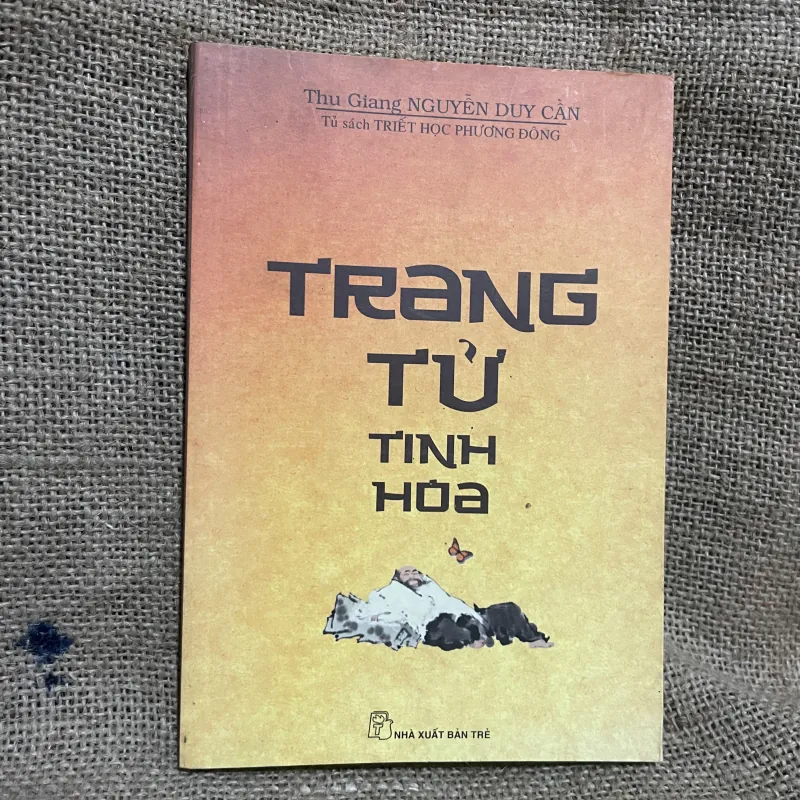 Thu Giang NGUYỄN DUY CẦN
Tủ sách TRIẾT HỌC PHƯƠNG ĐÔNG
TRANG
TỬ
TINH
HOA
NHÀ XUẤT BẢN TRẺ